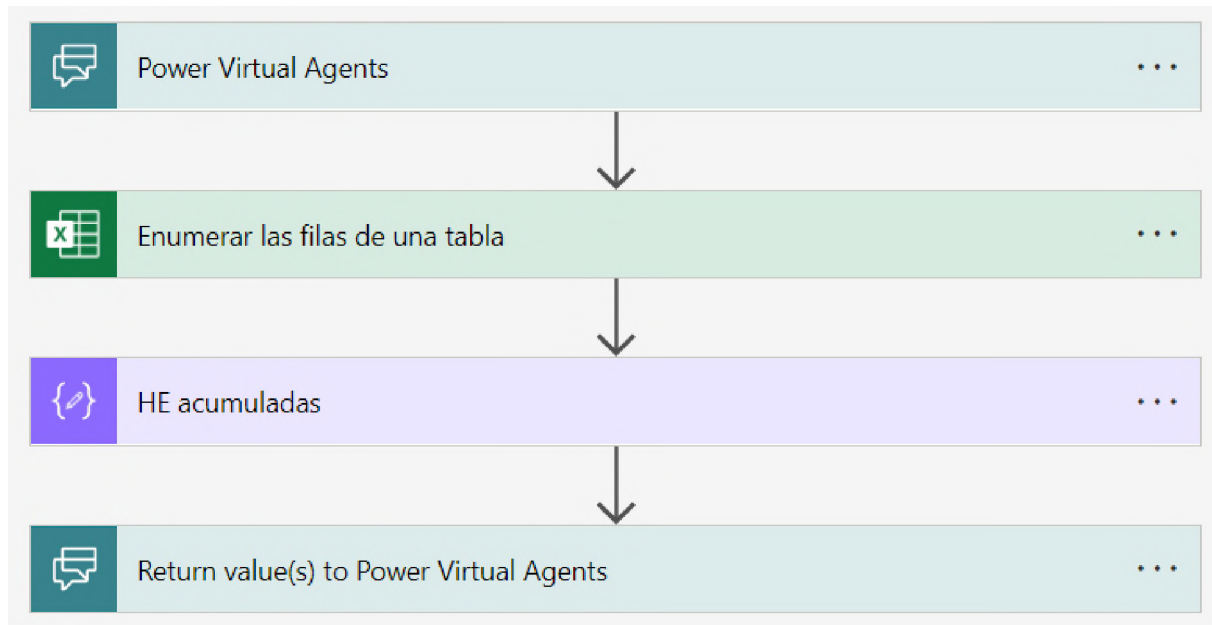 Power Virtual Agents
Enumerar las filas de una tabla
HE acumuladas
Return value(s) to Power Virtual Agents